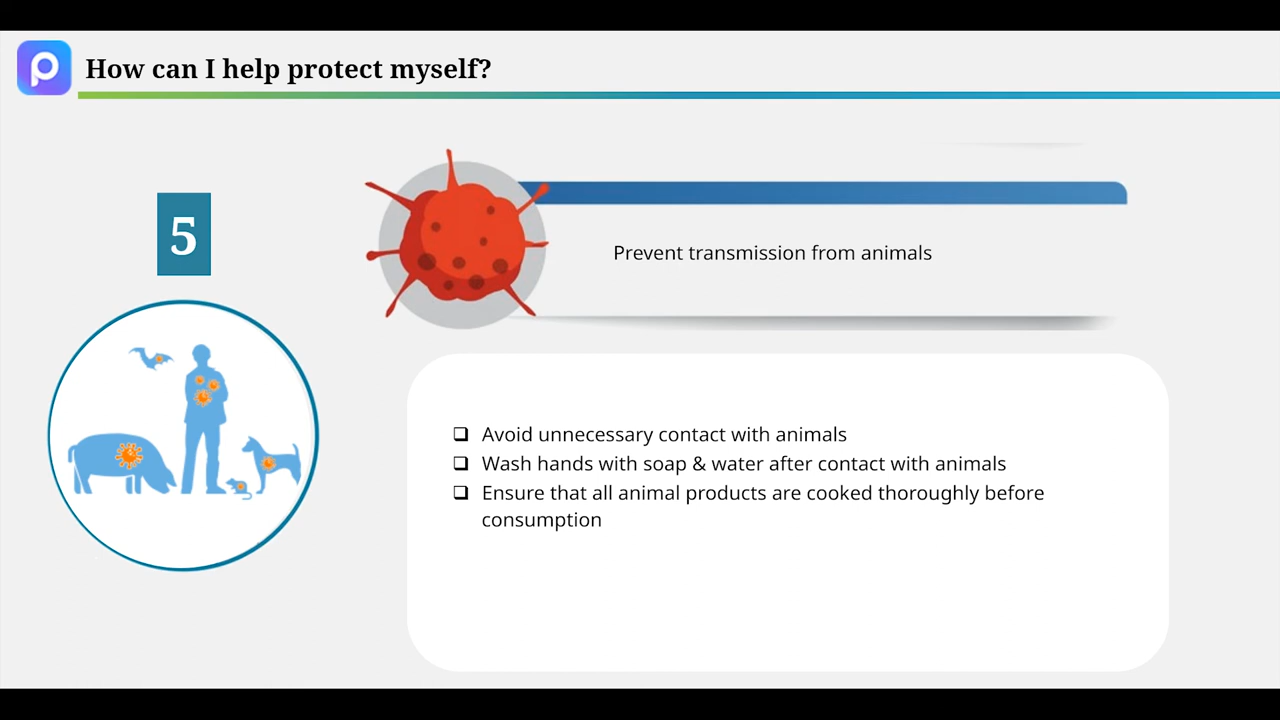 How can I help protect myself?
5
Prevent transmission from animals
Avoid unnecessary contact with animals
Wash hands with soap & water after contact with animals
Ensure that all animal products are cooked thoroughly before
consumption